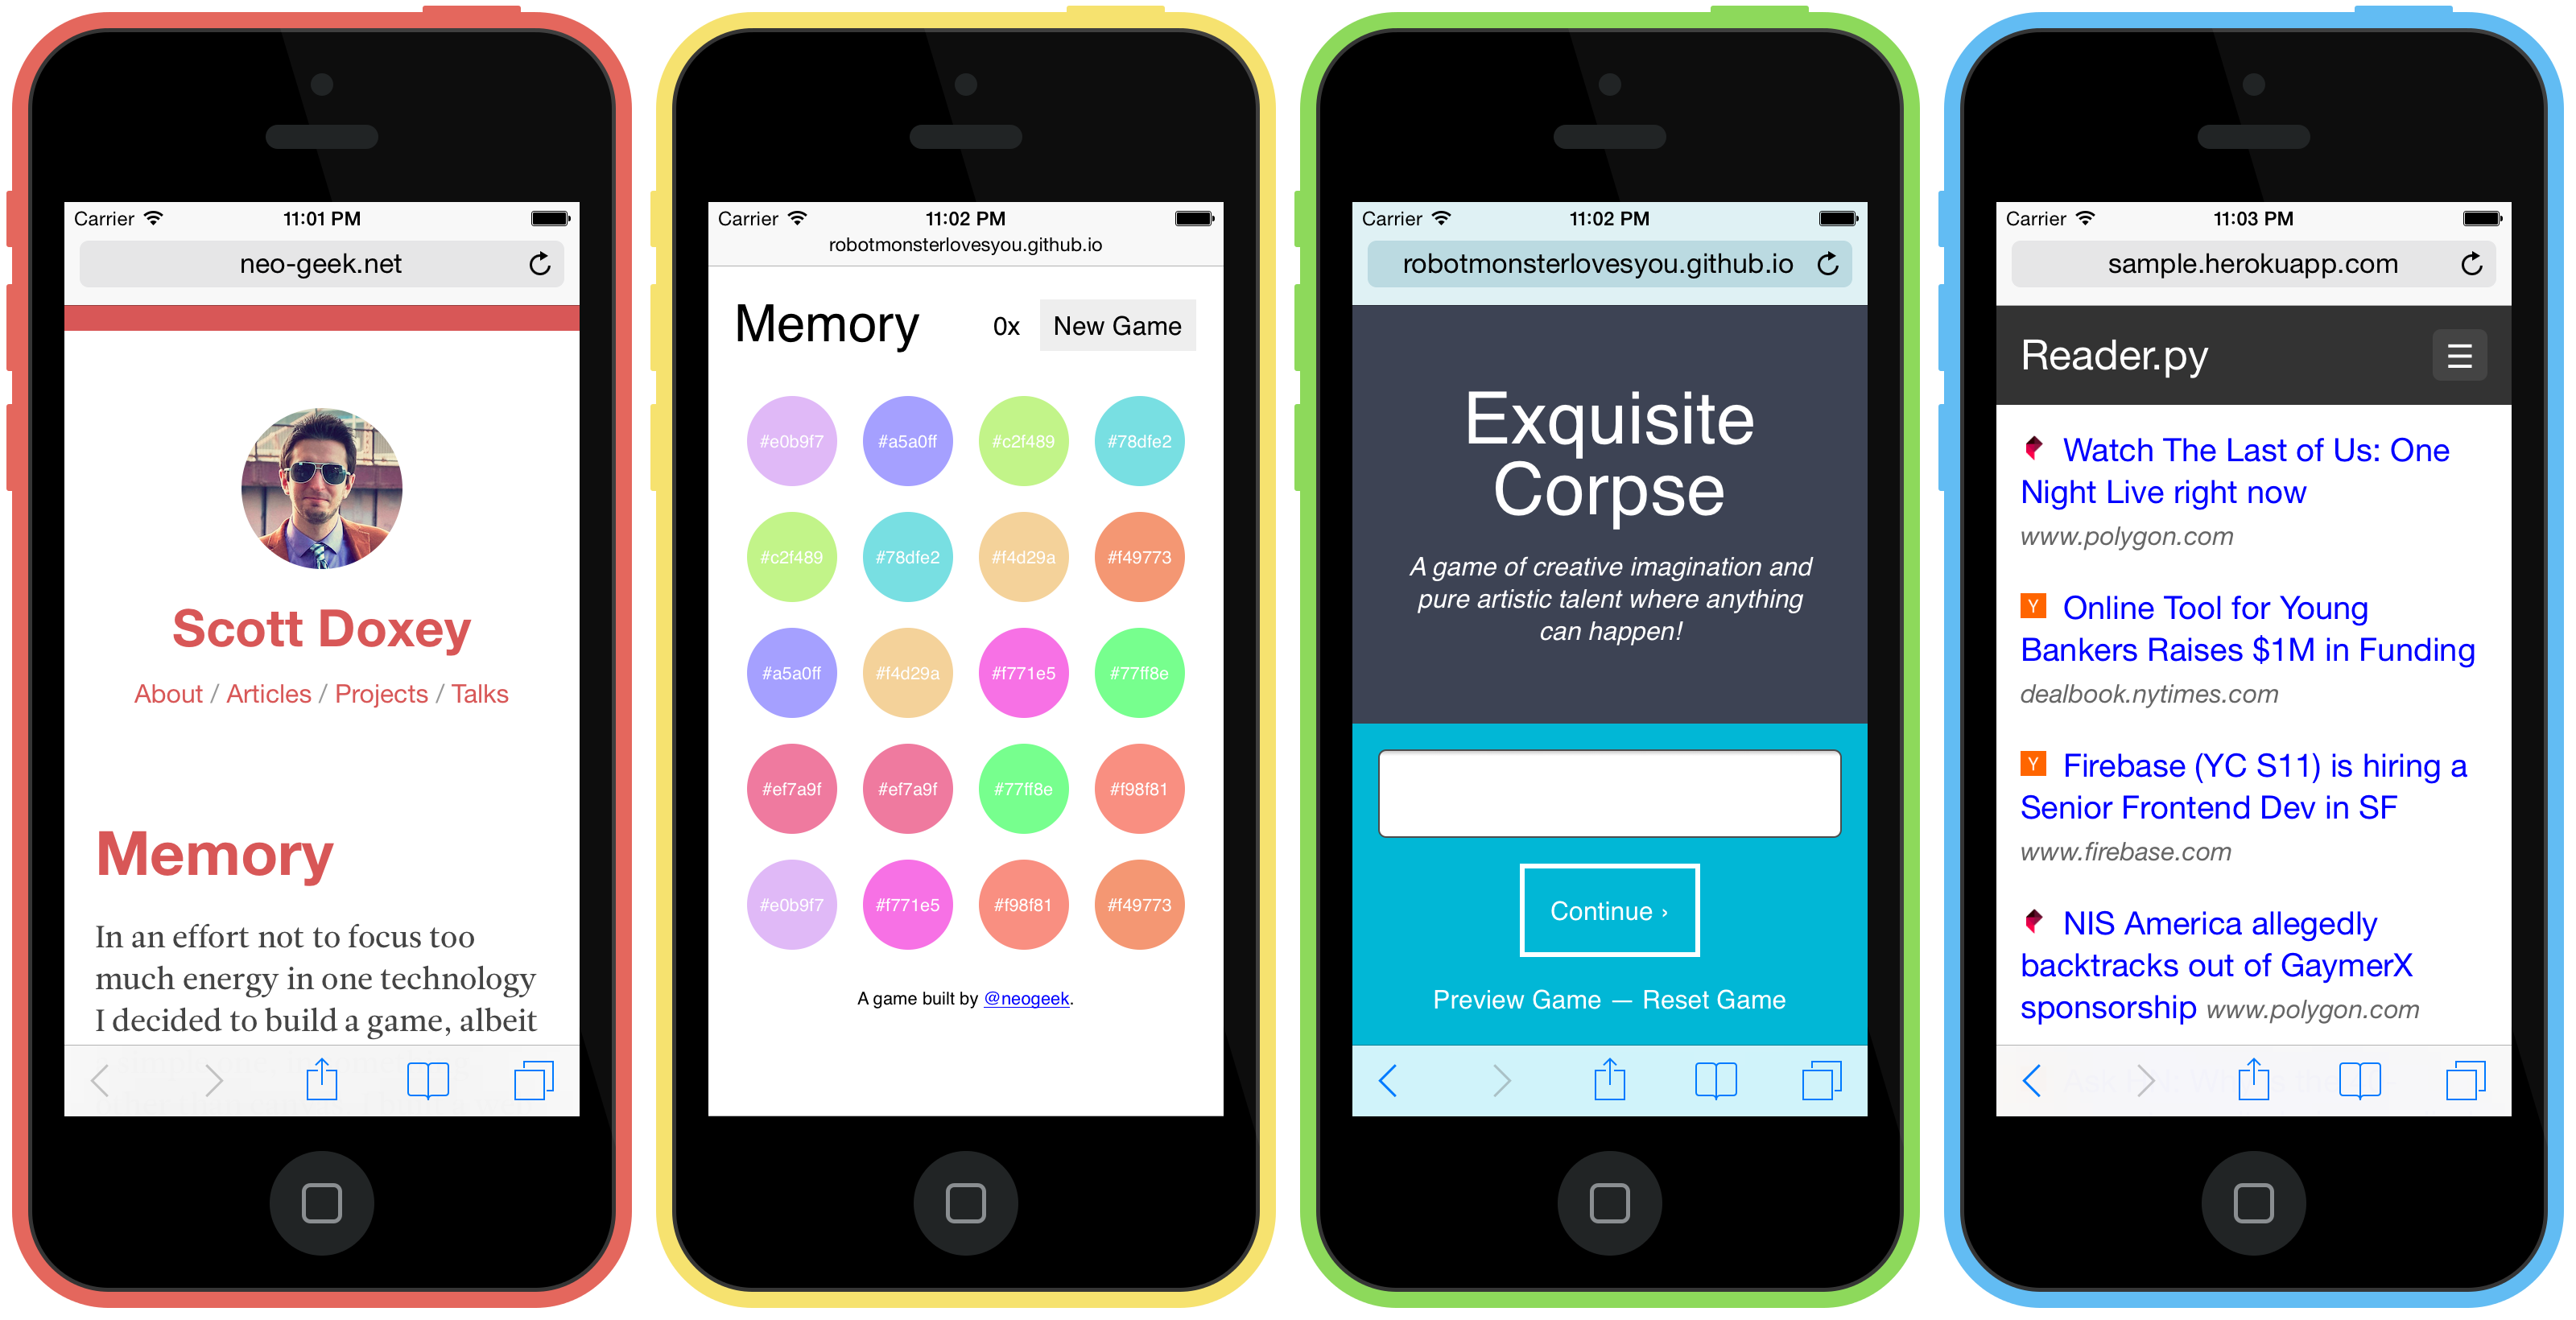 Carrier 11:01 PM
neo-geek.net
Scott Doxey
About / Articles / Projects / Talks
Memory
In an effort not to focus too
much energy in one technology
I decided to build a game, albeit
Carrier 11:02 PM
robotmonsterlovesyou.github.io
Memory 0x New Game
#e0b9f7 #a5a0ff #c2f489 #78dfe2
#c2f489 #78dfe2 #f4d29a #f49773
#a5a0ff #f4d29a #f771e5 #77ff8e
#ef7a9f #ef7a9f #77ff8e #f98f81
#e0b9f7 #f771e5 #f98f81 #f49773
A game built by @neogeek.
Carrier 11:02 PM
robotmonsterlovesyou.github.io
Exquisite
Corpse
A game of creative imagination and
pure artistic talent where anything
can happen!
Continue ›
Preview Game — Reset Game
Carrier 11:03 PM
sample.herokuapp.com
Reader.py
Watch The Last of Us: One
Night Live right now
www.polygon.com
Y Online Tool for Young
Bankers Raises $1M in Funding
dealbook.nytimes.com
Y Firebase (YC S11) is hiring a
Senior Frontend Dev in SF
www.firebase.com
NIS America allegedly
backtracks out of GaymerX
sponsorship www.polygon.com